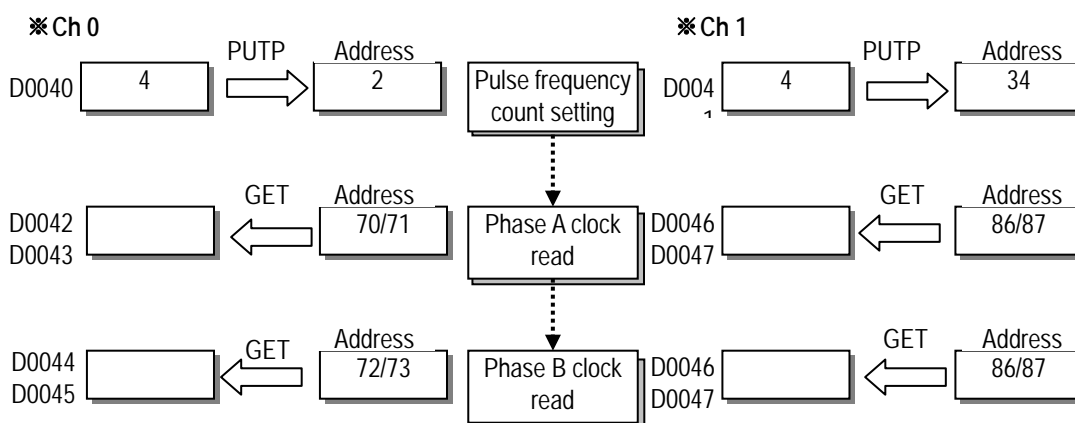 ※Ch 0
※Ch 1
PUTP
Address
D0040
4
2
Pulse frequency
count setting
PUTP
Address
D004
4
34
GET
Address
D0042
D0043
70/71
Phase A clock
read
D0046
D0047
GET
Address
86/87
GET
Address
D0044
D0045
72/73
Phase B clock
read
D0046
D0047
GET
Address
86/87